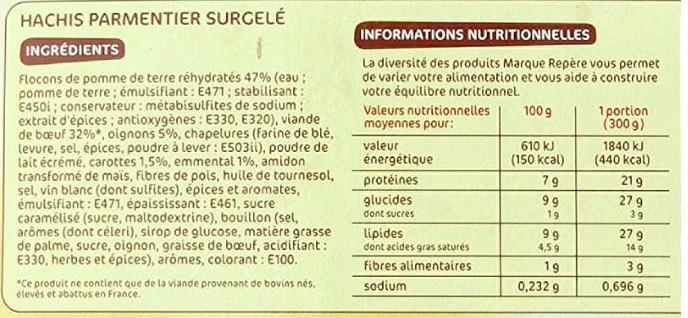 HACHIS PARMENTIER SURGELÉ
INGRÉDIENTS
Flocons de pomme de terre réhydratés 47% (eau ;
pomme de terre ; émulsifiant : E471 ; stabilisant :
E450i ; conservateur : métabisulfites de sodium ;
extrait d'épices ; antioxygènes : E330, E320), viande
de bœuf 32%*, oignons 5%, chapelures (farine de blé,
levure, sel, épices, poudre à lever : E503ii), poudre de
lait écrémé, carottes 1,5%, emmental 1%, amidon
transformé de maïs, fibres de pois, huile de tournesol,
sel, vin blanc (dont sulfites), épices et aromates,
émulsifiant : E471, épaississant : E461, sucre
caramélisé (sucre, maltodextrine), bouillon (sel,
arômes (dont céleri), sirop de glucose, matière grasse
de palme, sucre, oignon, graisse de bœuf, acidifiant :
E330, herbes et épices), arômes, colorant : E100.
*Ce produit ne contient que de la viande provenant de bovins nés,
élevés et abattus en France.
INFORMATIONS NUTRITIONNELLES
La diversité des produits Marque Repère vous permet
de varier votre alimentation et vous aide à construire
votre équilibre nutritionnel.
Valeurs nutritionnelles moyennes pour: 100 g 1 portion (300 g)
valeur énergétique 610 kJ (150 kcal) 1840 kJ (440 kcal)
protéines 7 g 21 g
glucides 9 g 27 g
dont sucres 1 g 3 g
lipides 9 g 27 g
dont acides gras saturés 4,5 g 14 g
fibres alimentaires 1 g 3 g
sodium 0,232 g 0,696 g